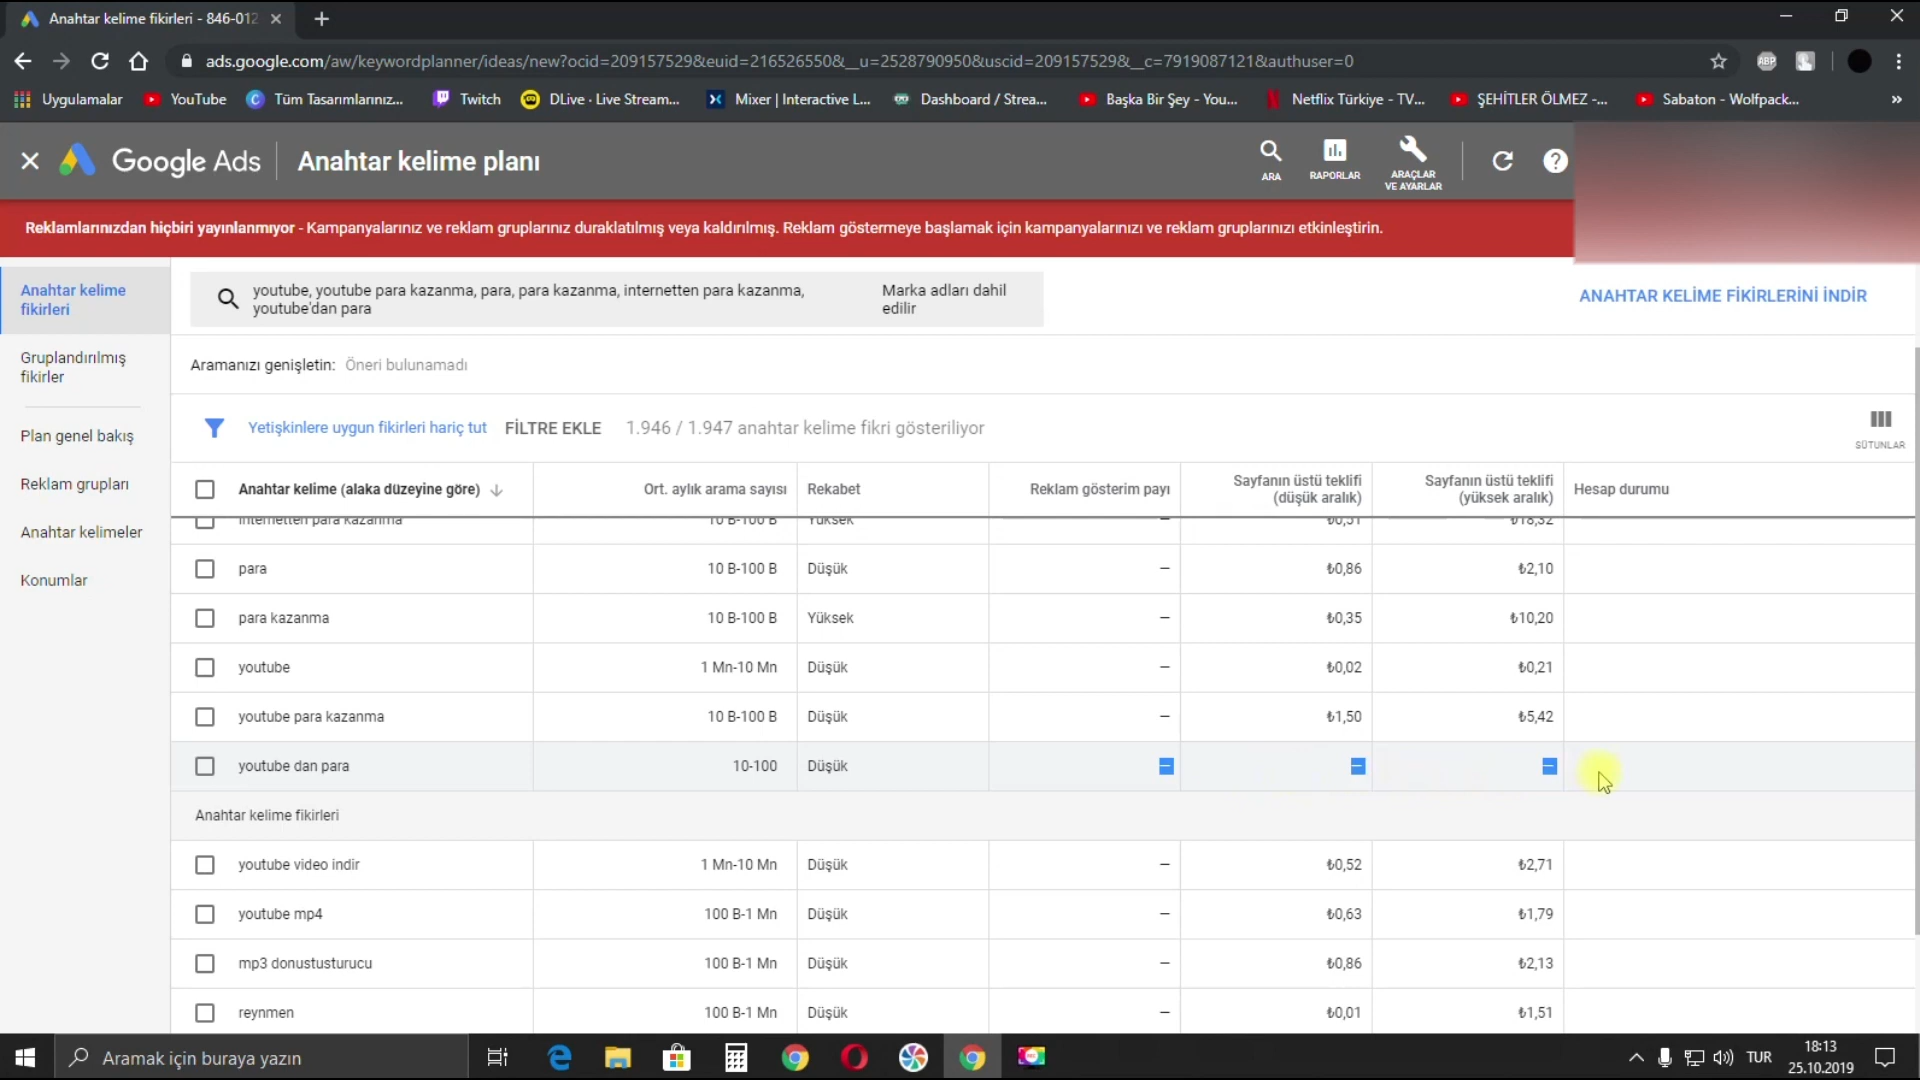 Anahtar kelime fikirleri - 846-012
ads.google.com/aw/keywordplanner/ideas/new?ocid=209157529&euid=216526550&__u=2528790950&uscid=209157529&__c=7919087121&authuser=0
Uygulamalar YouTube Tüm Tasarımlarınız... Twitch DLive · Live Stream... Mixer | Interactive L... Dashboard / Strea... Başka Bir Şey - You... Netflix Türkiye - TV... ŞEHİTLER ÖLMEZ -... Sabaton - Wolfpack... »
Google Ads Anahtar kelime planı
ARA RAPORLAR ARAÇLAR
VE AYARLAR
Reklamlarınızdan hiçbiri yayınlanmıyor - Kampanyalarınız ve reklam gruplarınız duraklatılmış veya kaldırılmış. Reklam göstermeye başlamak için kampanyalarınızı ve reklam gruplarınızı etkinleştirin.
Anahtar kelime
fikirleri
Gruplandırılmış
fikirler
Plan genel bakış
Reklam grupları
Anahtar kelimeler
Konumlar
youtube, youtube para kazanma, para, para kazanma, internetten para kazanma,
youtube'dan para
Marka adları dahil
edilir
ANAHTAR KELİME FİKİRLERİNİ İNDİR
Aramanızı genişletin: Öneri bulunamadı
Yetişkinlere uygun fikirleri hariç tut FİLTRE EKLE 1.946 / 1.947 anahtar kelime fikri gösteriliyor
SÜTUNLAR
Anahtar kelime (alaka düzeyine göre) Ort. aylık arama sayısı Rekabet Reklam gösterim payı Sayfanın üstü teklifi
(düşük aralık) Sayfanın üstü teklifi
(yüksek aralık) Hesap durumu
internetten para kazanma 10 B-100 B Yüksek – ₺0,51 ₺18,32
para 10 B-100 B Düşük – ₺0,86 ₺2,10
para kazanma 10 B-100 B Yüksek – ₺0,35 ₺10,20
youtube 1 Mn-10 Mn Düşük – ₺0,02 ₺0,21
youtube para kazanma 10 B-100 B Düşük – ₺1,50 ₺5,42
youtube dan para 10-100 Düşük – – –
Anahtar kelime fikirleri
youtube video indir 1 Mn-10 Mn Düşük – ₺0,52 ₺2,71
youtube mp4 100 B-1 Mn Düşük – ₺0,63 ₺1,79
mp3 donustusturucu 100 B-1 Mn Düşük – ₺0,86 ₺2,13
reynmen 100 B-1 Mn Düşük – ₺0,01 ₺1,51
Aramak için buraya yazın
TUR
18:13
25.10.2019